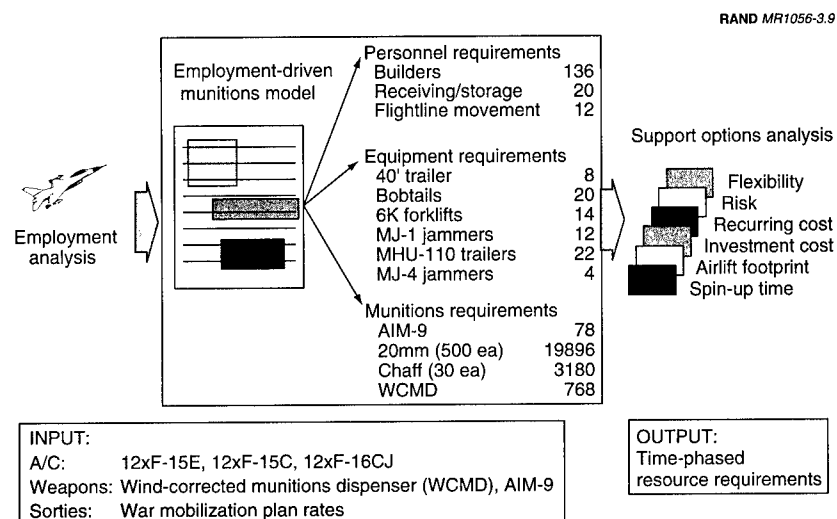 RAND MR1056-3.9
Employment analysis
Employment-driven
munitions model
Personnel requirements
Builders 136
Receiving/storage 20
Flightline movement 12
Equipment requirements
40' trailer 8
Bobtails 20
6K forklifts 14
MJ-1 jammers 12
MHU-110 trailers 22
MJ-4 jammers 4
Munitions requirements
AIM-9 78
20mm (500 ea) 19896
Chaff (30 ea) 3180
WCMD 768
Support options analysis
Flexibility
Risk
Recurring cost
Investment cost
Airlift footprint
Spin-up time
INPUT:
A/C: 12xF-15E, 12xF-15C, 12xF-16CJ
Weapons: Wind-corrected munitions dispenser (WCMD), AIM-9
Sorties: War mobilization plan rates
OUTPUT:
Time-phased
resource requirements